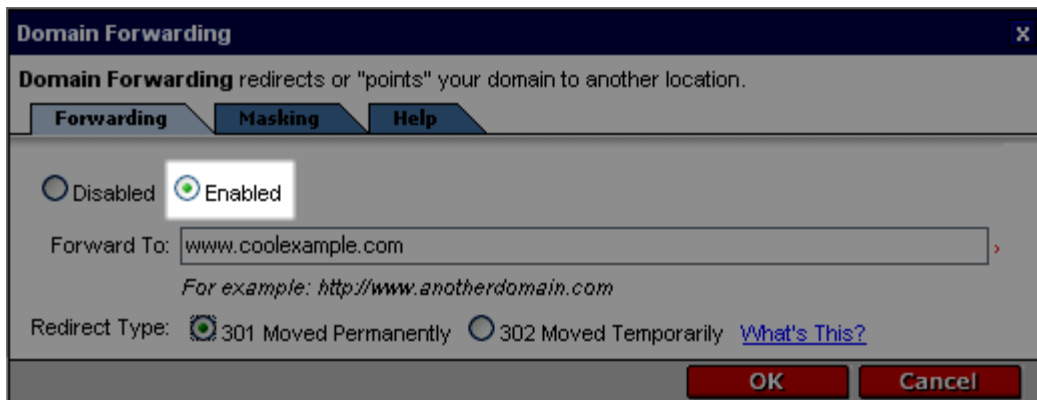 Domain Forwarding x
Domain Forwarding redirects or "points" your domain to another location.
Forwarding Masking Help
Disabled Enabled
Forward To: www.coolexample.com ›
For example: http://www.anotherdomain.com
Redirect Type: 301 Moved Permanently 302 Moved Temporarily What's This?
OK Cancel